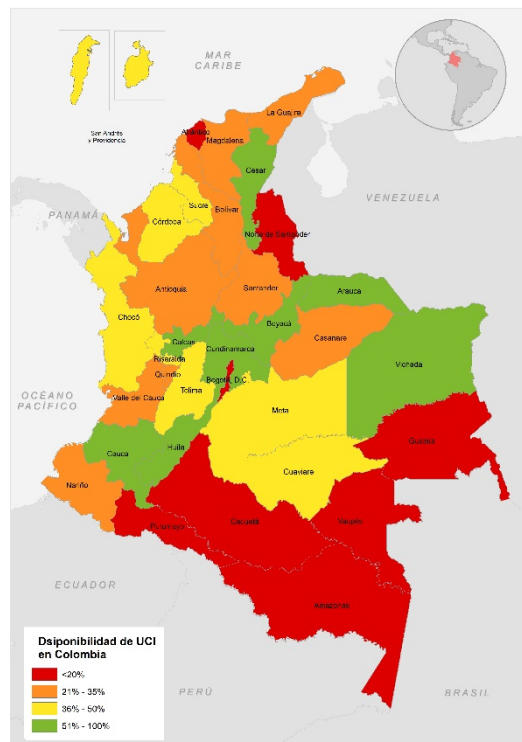 MAR
CARIBE
La Guajira
San Andrés
y Providencia
Atlántico
Magdalena
Cesar
VENEZUELA
PANAMÁ
Sucre
Córdoba
Bolívar
Norte de Santander
Antioquia
Santander
Arauca
Chocó
Boyacá
Casanare
Caldas
Cundinamarca
Risaralda
Vichada
Quindío
Bogotá, D.C.
Tolima
OCÉANO
PACÍFICO
Valle del Cauca
Meta
Guainía
Cauca
Huila
Guaviare
Nariño
Putumayo
Caquetá
Vaupés
ECUADOR
Amazonas
Dsiponibilidad de UCI
en Colombia
<20%
21% - 35%
36% - 50%
51% - 100%
PERÚ
BRASIL